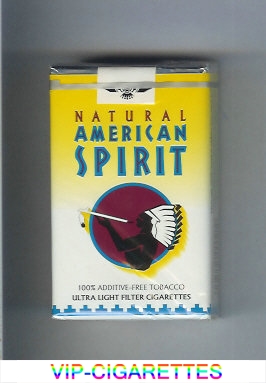 NATURAL
AMERICAN
SPIRIT
100% ADDITIVE-FREE TOBACCO
ULTRA LIGHT FILTER CIGARETTES
VIP-CIGARETTES